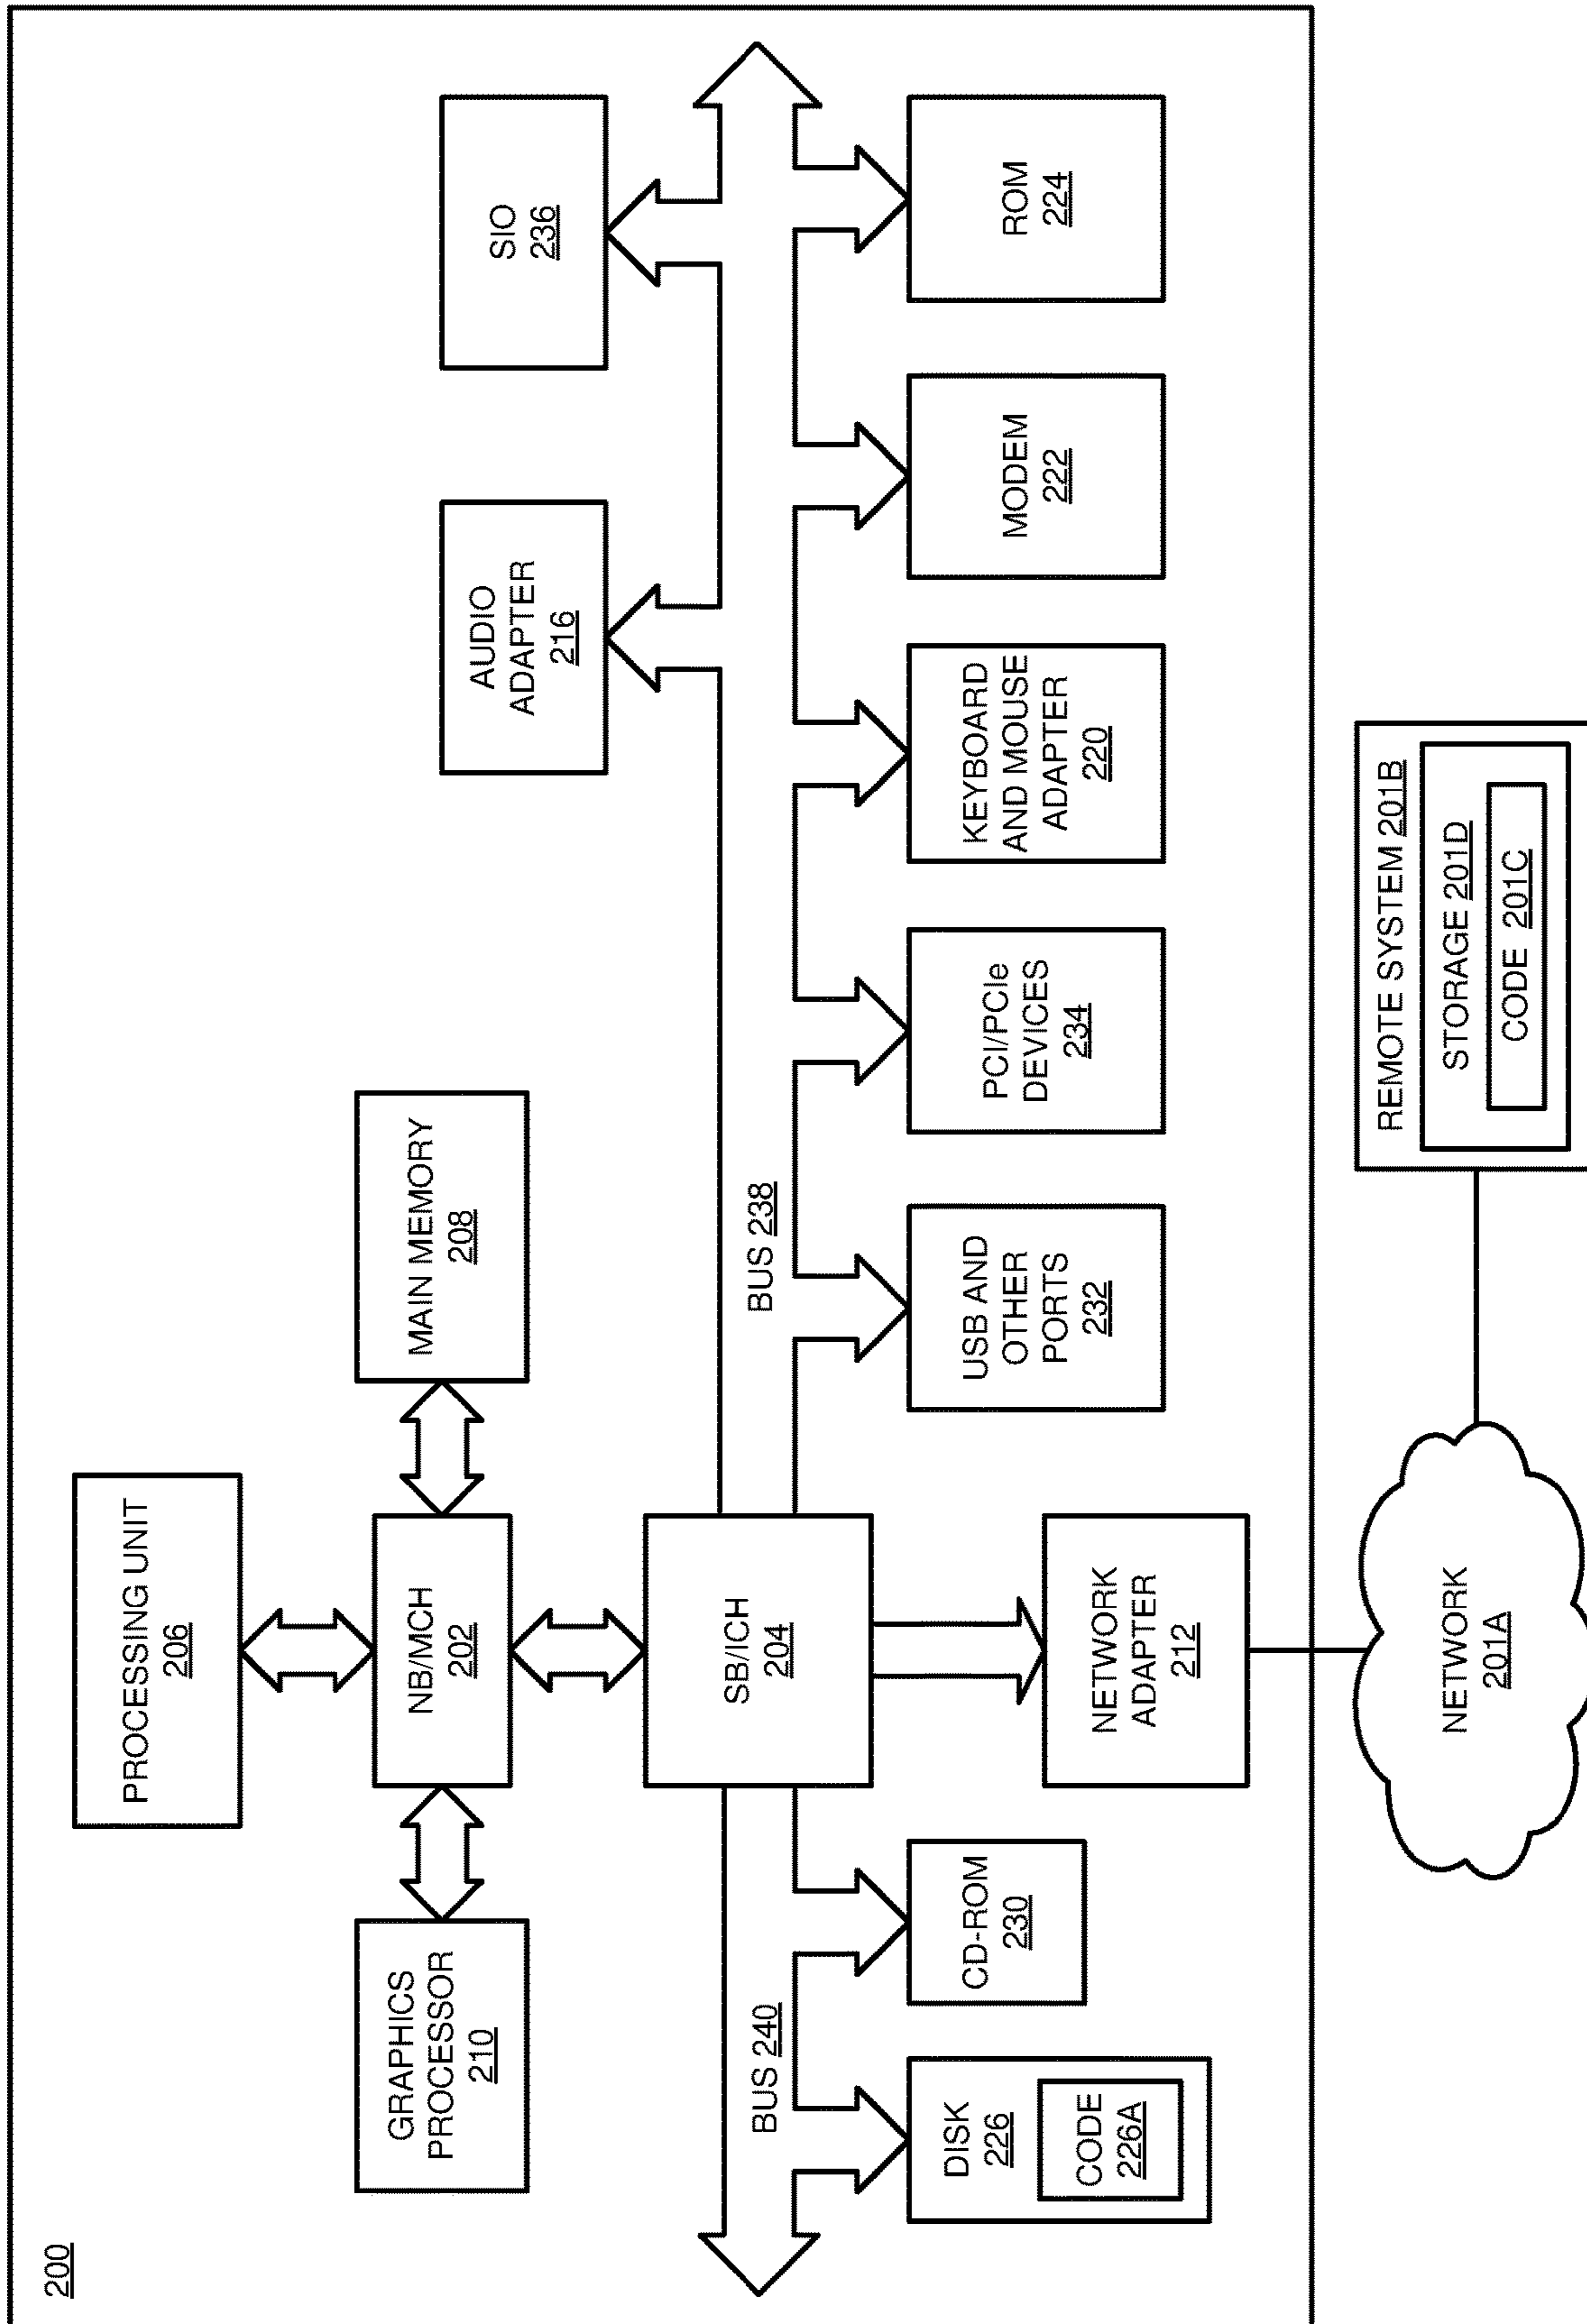 200
PROCESSING UNIT
206
GRAPHICS
PROCESSOR
210
NB/MCH
202
MAIN MEMORY
208
AUDIO
ADAPTER
216
SIO
236
SB/ICH
204
BUS 240
BUS 238
DISK
226
CODE
226A
CD-ROM
230
NETWORK
ADAPTER
212
USB AND
OTHER
PORTS
232
PCI/PCIe
DEVICES
234
KEYBOARD
AND MOUSE
ADAPTER
220
MODEM
222
ROM
224
NETWORK
201A
REMOTE SYSTEM 201B
STORAGE 201D
CODE 201C